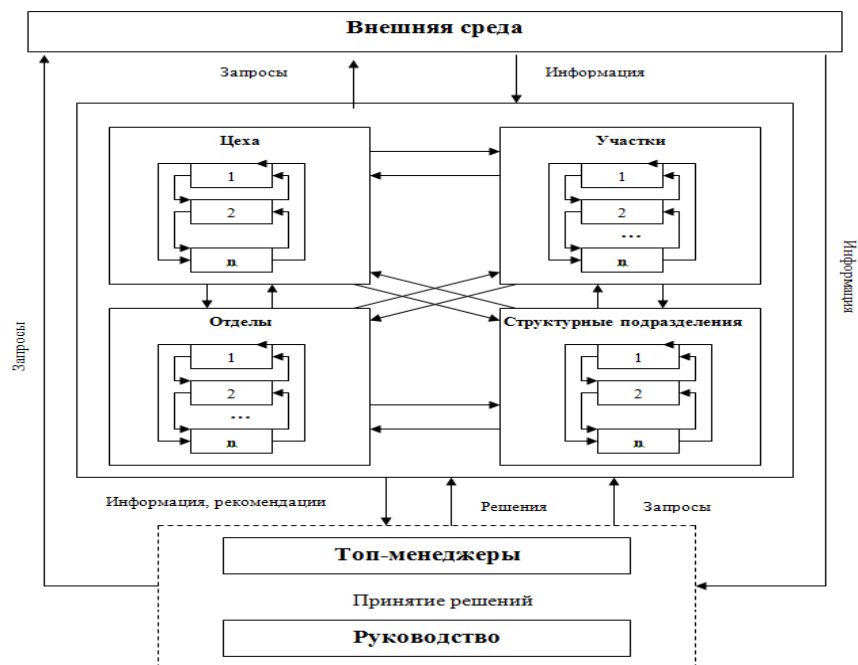 Внешняя среда
Запросы
Информация
Цеха
1
2
n
Участки
1
2
...
n
Отделы
1
2
...
n
Структурные подразделения
1
2
n
Запросы
Информация
Информация, рекомендации
Решения
Запросы
Топ-менеджеры
Принятие решений
Руководство